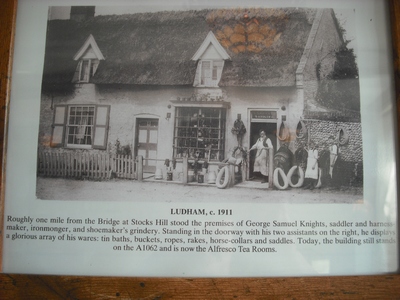 LUDHAM, c. 1911
Roughly one mile from the Bridge at Stocks Hill stood the premises of George Samuel Knights, saddler and harness-
maker, ironmonger, and shoemaker's grindery. Standing in the doorway with his two assistants on the right, he displays
a glorious array of his wares: tin baths, buckets, ropes, rakes, horse-collars and saddles. Today, the building still stands
on the A1062 and is now the Alfresco Tea Rooms.